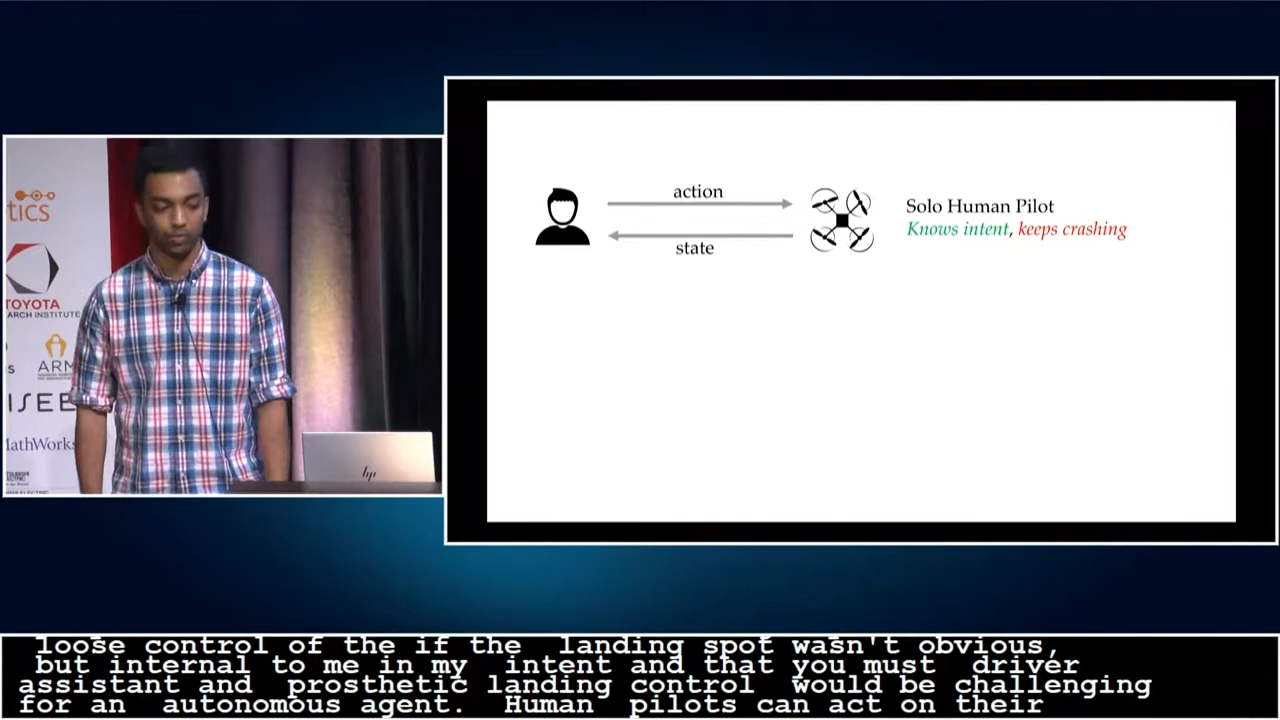 tics
TOYOTA
ARCH INSTITUTE
ARM
ISEE
MathWorks
hp
action
state
Solo Human Pilot
Knows intent, keeps crashing
loose control of the if the landing spot wasn't obvious,
but internal to me in my intent and that you must driver
assistant and prosthetic landing control would be challenging
for an autonomous agent. Human pilots can act on their